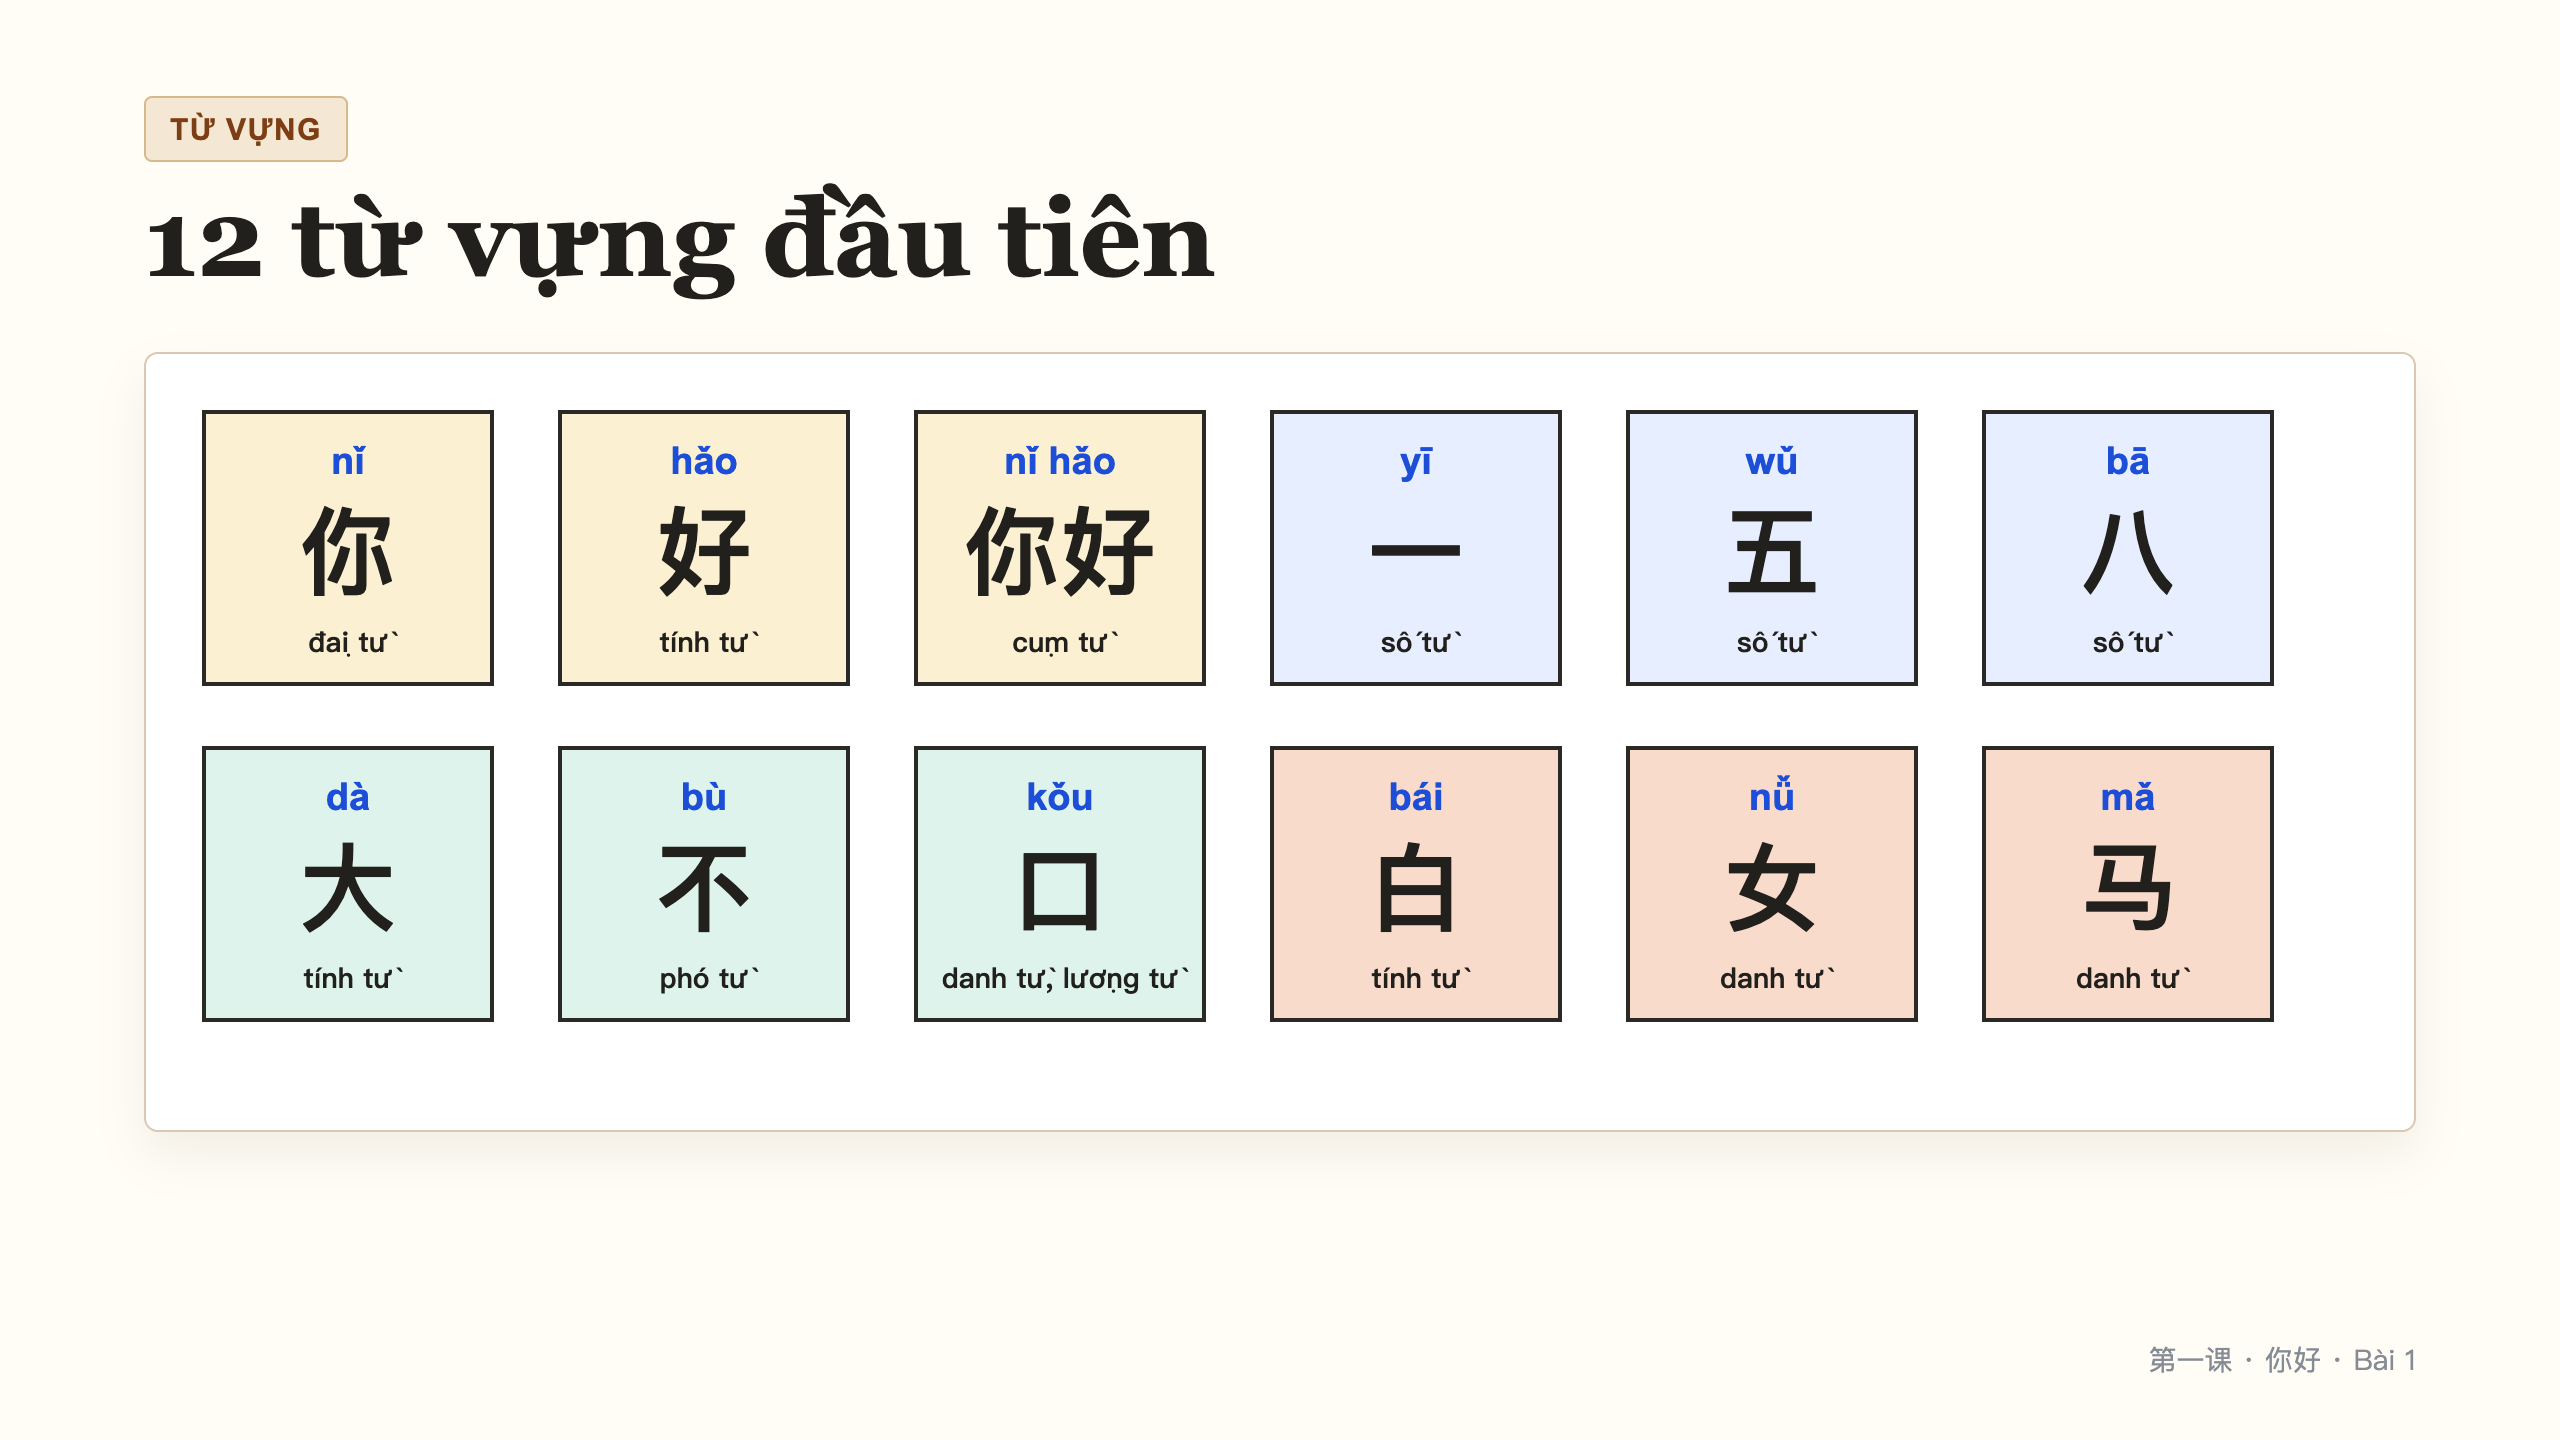 TỪ VỰNG
12 từ vựng đầu tiên
nǐ
你
đại từ
hǎo
好
tính từ
nǐ hǎo
你好
cụm từ
yī
一
số từ
wǔ
五
số từ
bā
八
số từ
dà
大
tính từ
bù
不
phó từ
kǒu
口
danh từ, lượng từ
bái
白
tính từ
nǚ
女
danh từ
mǎ
马
danh từ
第一课 · 你好 · Bài 1